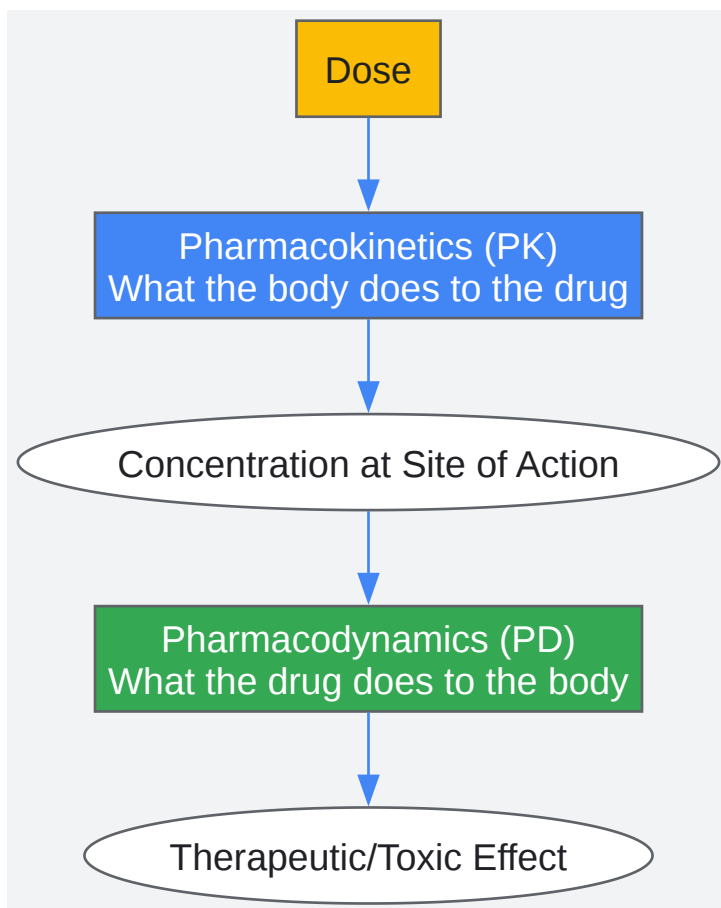 Dose
Pharmacokinetics (PK)
What the body does to the drug
Concentration at Site of Action
Pharmacodynamics (PD)
What the drug does to the body
Therapeutic/Toxic Effect